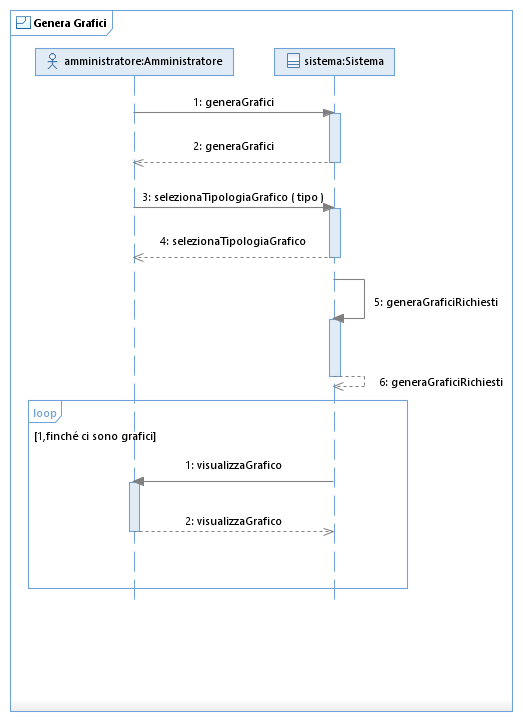 Genera Grafici
amministratore:Amministratore
sistema:Sistema
1: generaGrafici
2: generaGrafici
3: selezionaTipologiaGrafico ( tipo )
4: selezionaTipologiaGrafico
5: generaGraficiRichiesti
6: generaGraficiRichiesti
loop
[1,finché ci sono grafici]
1: visualizzaGrafico
2: visualizzaGrafico